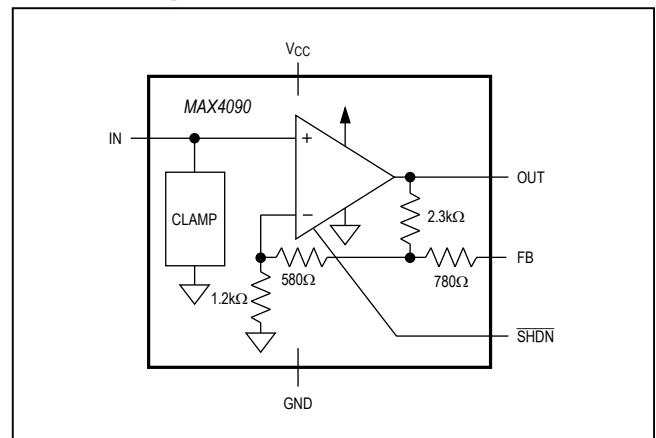 VCC
MAX4090
IN
+
OUT
CLAMP
−
2.3kΩ
FB
580Ω
780Ω
1.2kΩ
SHDN
GND